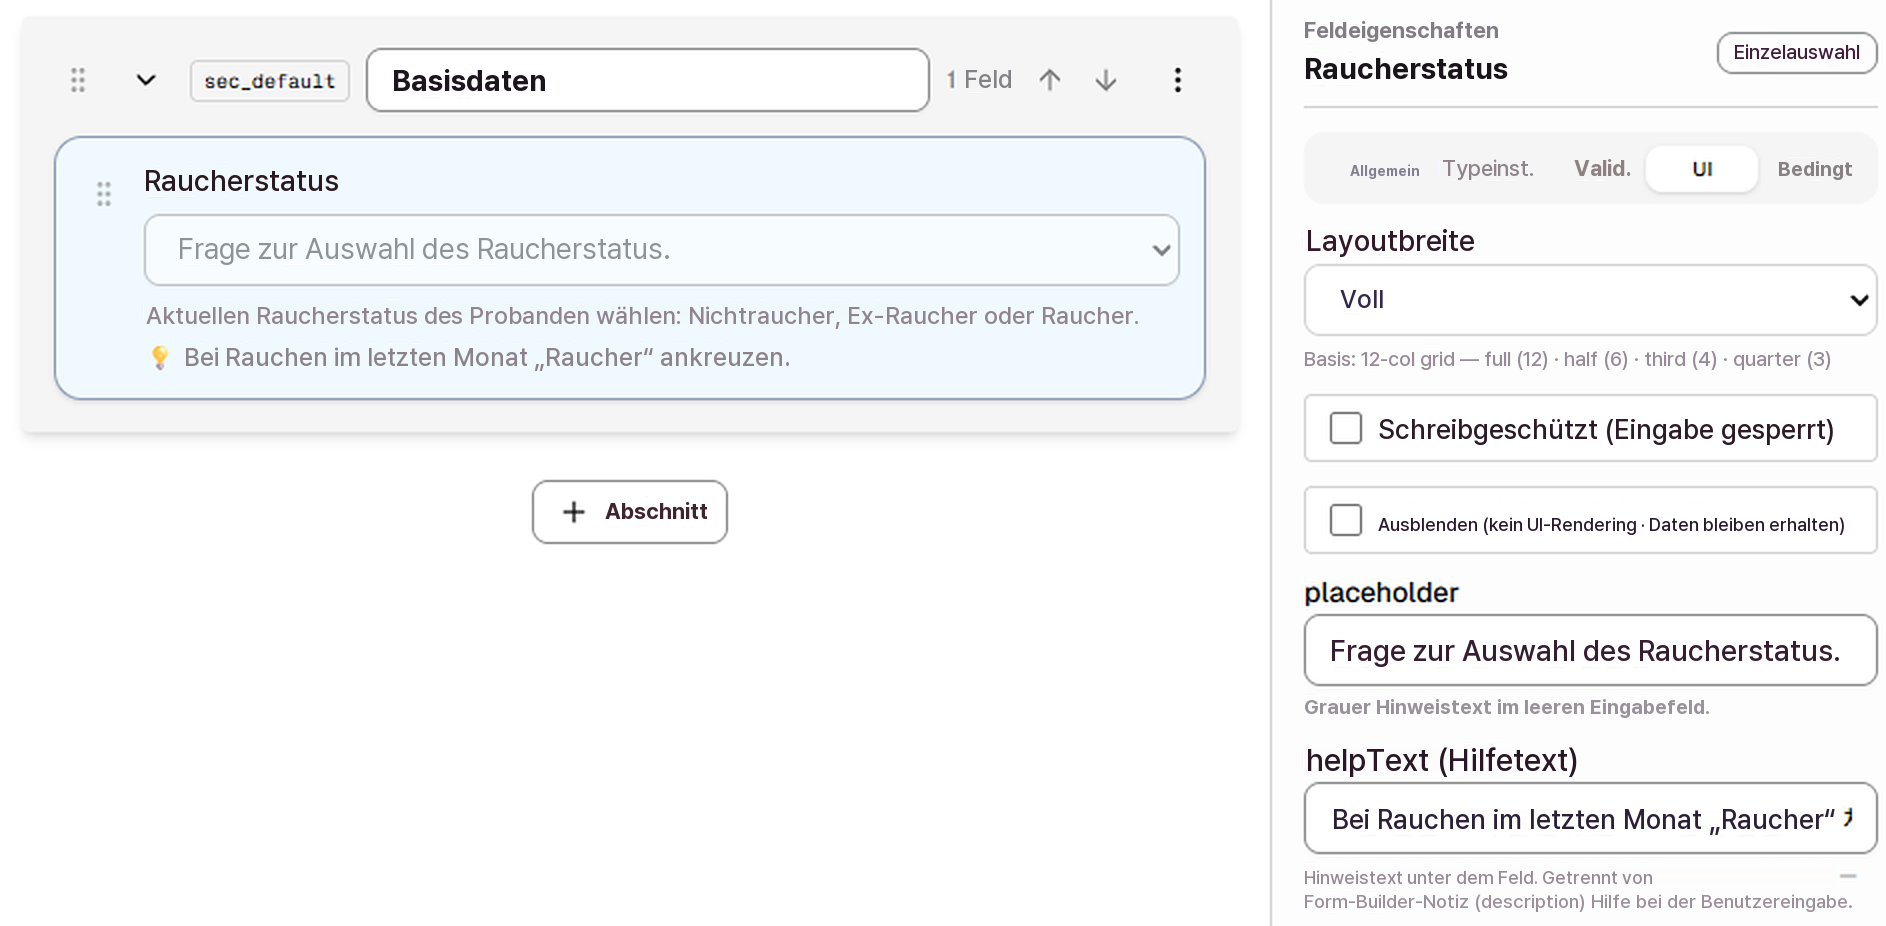 sec_default
Basisdaten
1 Feld
Raucherstatus
Frage zur Auswahl des Raucherstatus.
Aktuellen Raucherstatus des Probanden wählen: Nichtraucher, Ex-Raucher oder Raucher.
💡 Bei Rauchen im letzten Monat „Raucher“ ankreuzen.
+ Abschnitt
Feldeigenschaften
Raucherstatus
Einzelauswahl
Allgemein Typeinst. Valid. UI Bedingt
Layoutbreite
Voll
Basis: 12-col grid — full (12) · half (6) · third (4) · quarter (3)
Schreibgeschützt (Eingabe gesperrt)
Ausblenden (kein UI-Rendering · Daten bleiben erhalten)
placeholder
Frage zur Auswahl des Raucherstatus.
Grauer Hinweistext im leeren Eingabefeld.
helpText (Hilfetext)
Bei Rauchen im letzten Monat „Raucher“
Hinweistext unter dem Feld. Getrennt von
Form-Builder-Notiz (description) Hilfe bei der Benutzereingabe.